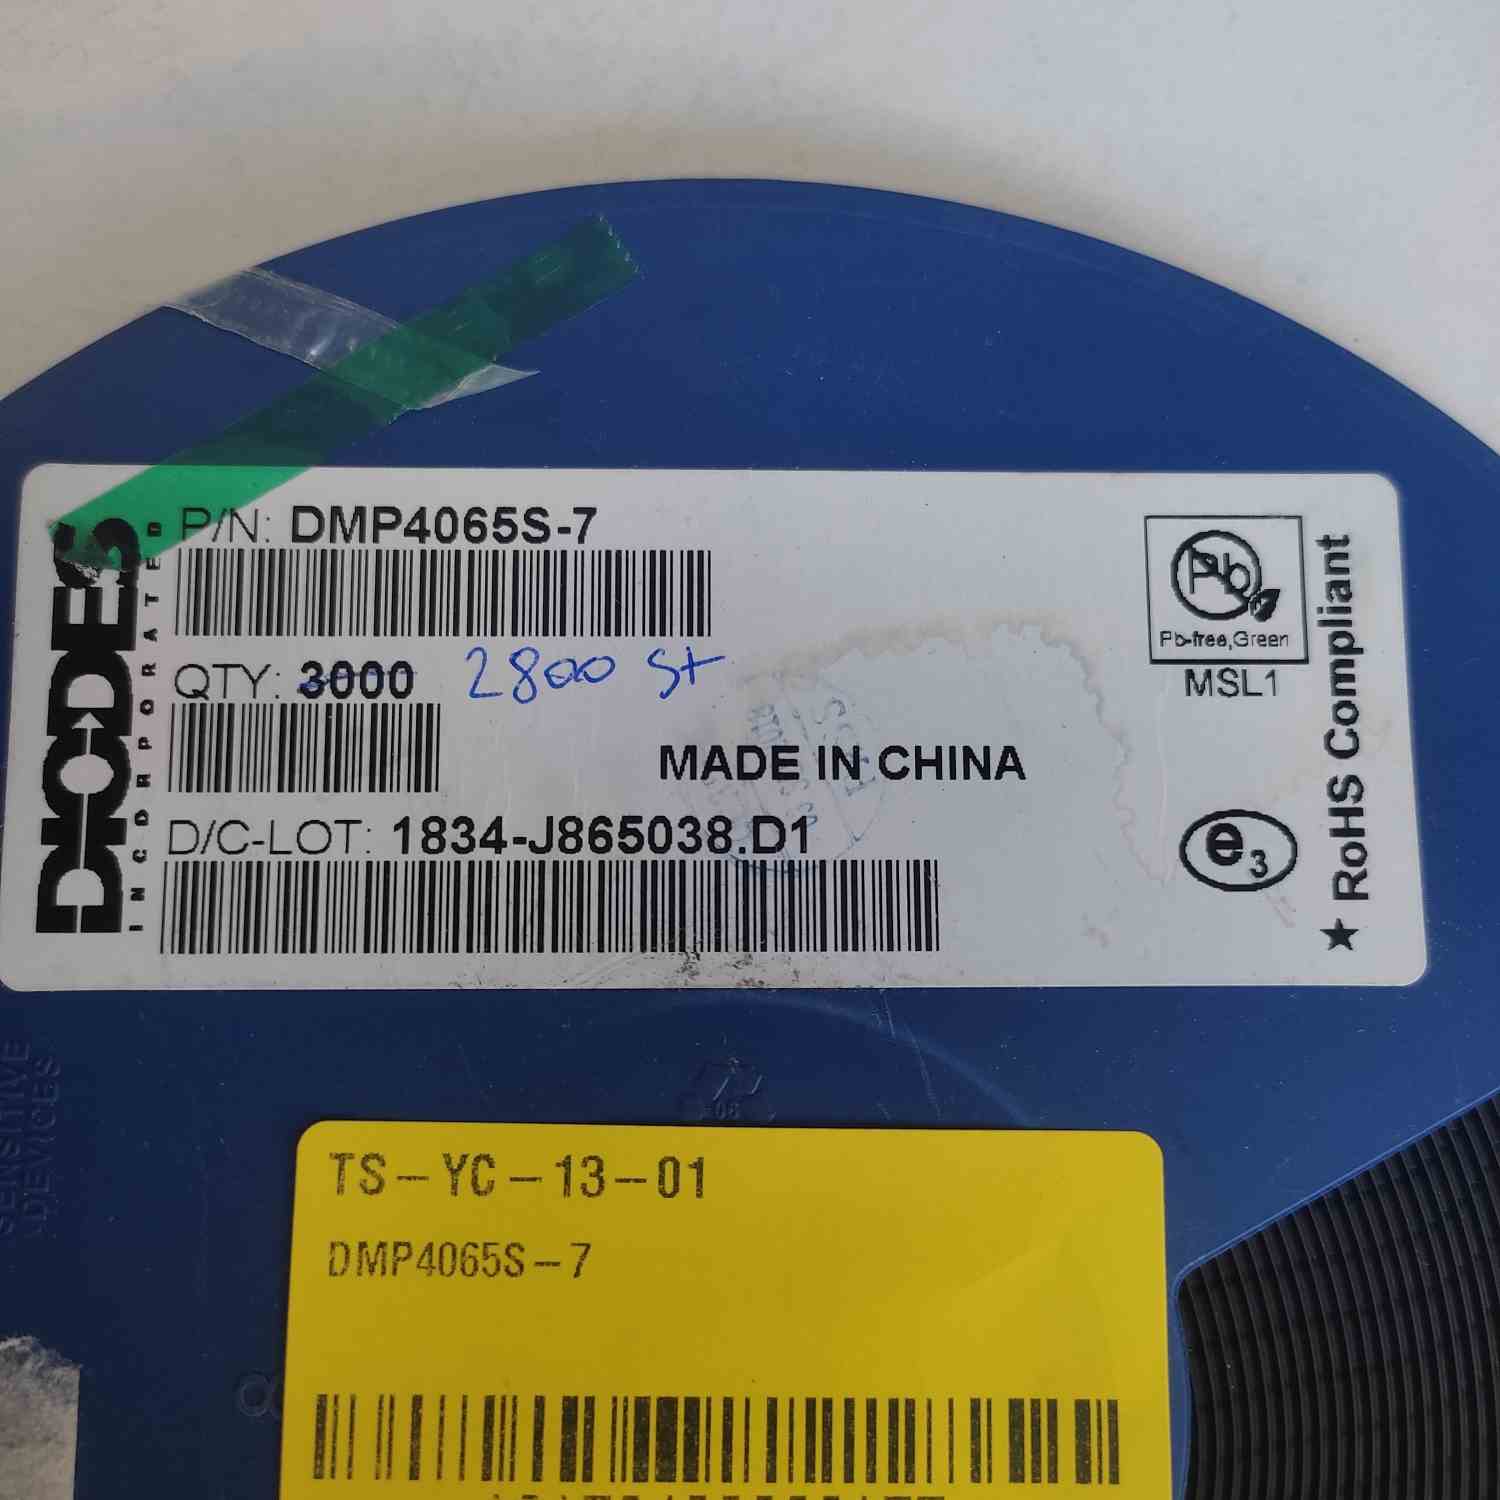 P/N: DMP4065S-7
QTY: 3000 2800 St
MADE IN CHINA
D/C-LOT: 1834-J865038.D1
DIODES
INCORPORATED
Pb
Pb-free,Green
MSL1
e3
★ RoHS Compliant
SENSITIVE
DEVICES
TS-YC-13-01
DMP4065S-7